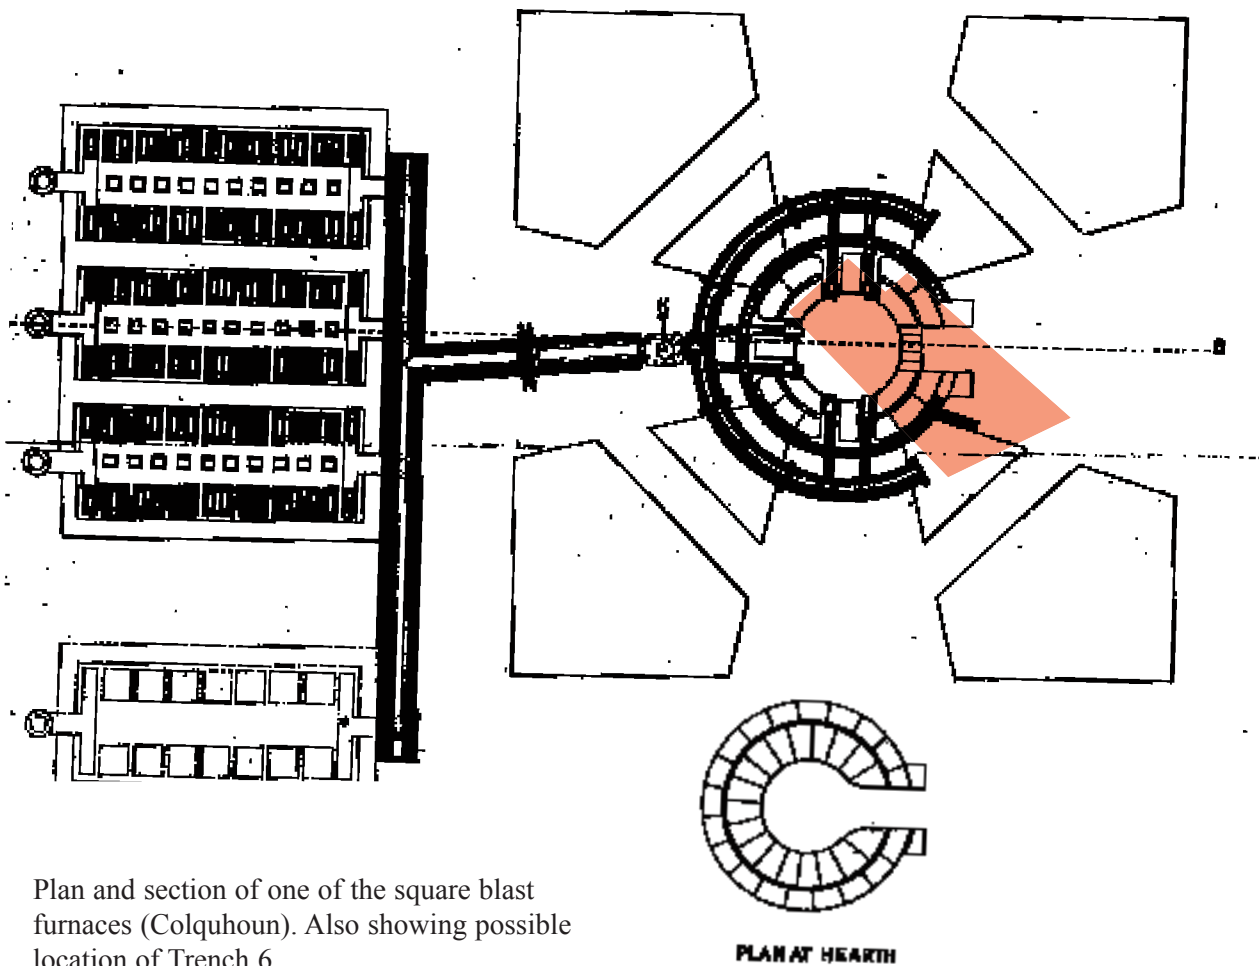 PLAN AT HEARTH
Plan and section of one of the square blast
furnaces (Colquhoun). Also showing possible
location of Trench 6